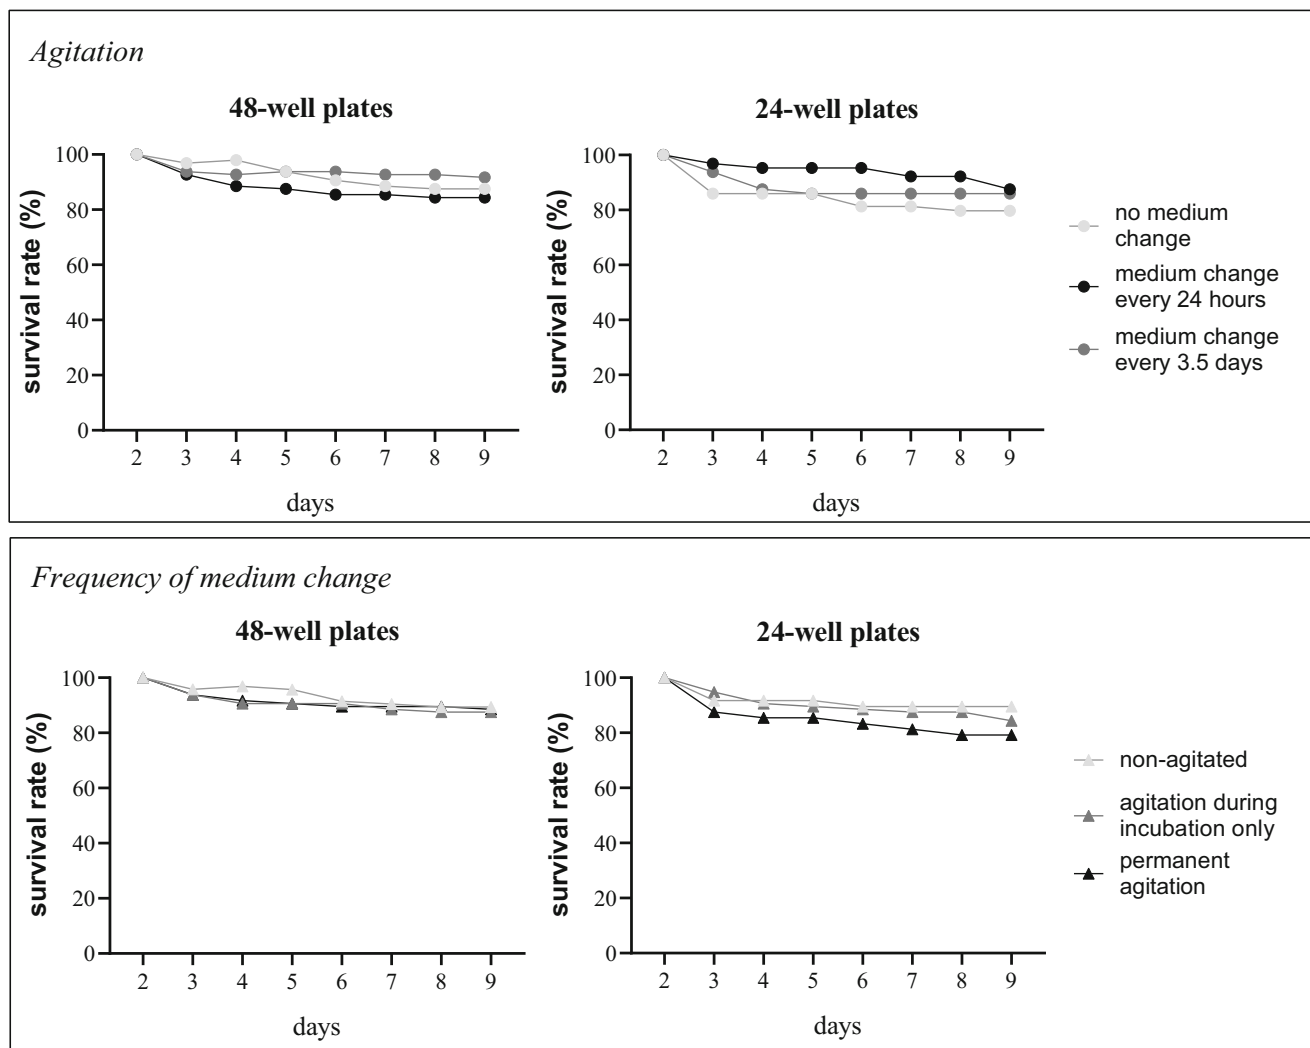 Agitation
48-well plates
24-well plates
survival rate (%)
100
80
60
40
20
0
2 3 4 5 6 7 8 9
days
survival rate (%)
100
80
60
40
20
0
2 3 4 5 6 7 8 9
days
no medium
change
medium change
every 24 hours
medium change
every 3.5 days
Frequency of medium change
48-well plates
24-well plates
survival rate (%)
100
80
60
40
20
0
2 3 4 5 6 7 8 9
days
survival rate (%)
100
80
60
40
20
0
2 3 4 5 6 7 8 9
days
non-agitated
agitation during
incubation only
permanent
agitation